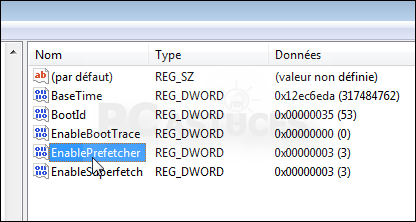 Nom Type Données
(par défaut) REG_SZ (valeur non définie)
BaseTime REG_DWORD 0x12ec6eda (317484762)
BootId REG_DWORD 0x00000035 (53)
EnableBootTrace REG_DWORD 0x00000000 (0)
EnablePrefetcher REG_DWORD 0x00000003 (3)
EnableSuperfetch REG_DWORD 0x00000003 (3)